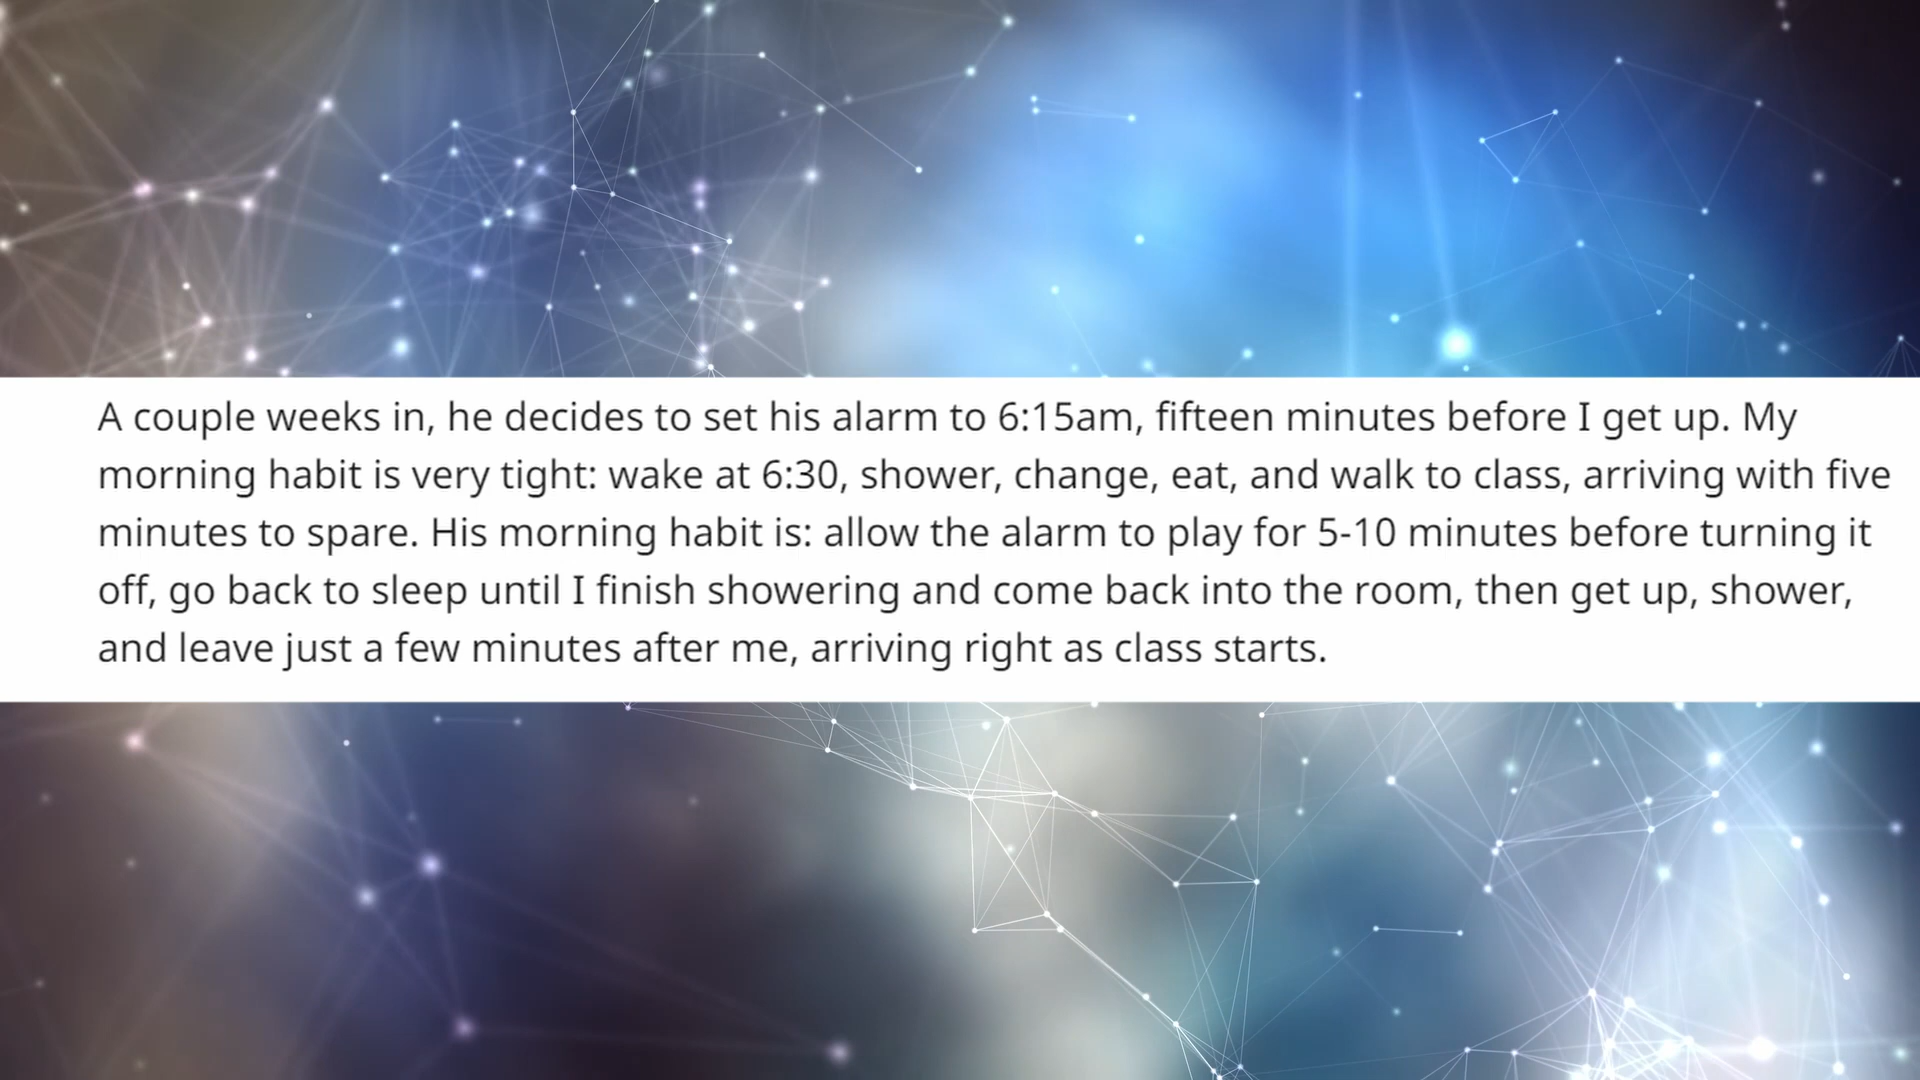 A couple weeks in, he decides to set his alarm to 6:15am, fifteen minutes before I get up. My
morning habit is very tight: wake at 6:30, shower, change, eat, and walk to class, arriving with five
minutes to spare. His morning habit is: allow the alarm to play for 5-10 minutes before turning it
off, go back to sleep until I finish showering and come back into the room, then get up, shower,
and leave just a few minutes after me, arriving right as class starts.